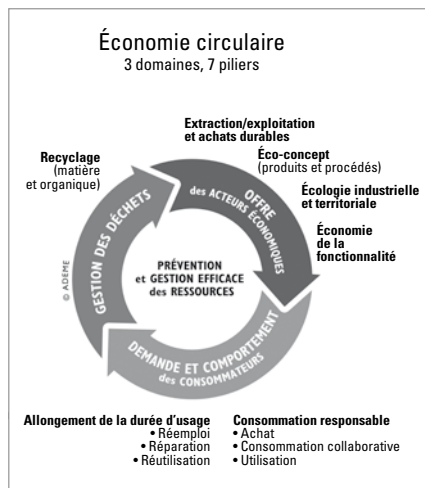 Économie circulaire
3 domaines, 7 piliers
Extraction/exploitation
et achats durables
Recyclage
(matière
et organique)
Éco-concept
(produits et procédés)
Écologie industrielle
et territoriale
Économie
de la
fonctionnalité
OFFRE
des ACTEURS ÉCONOMIQUES
GESTION DES DÉCHETS
PRÉVENTION
et GESTION EFFICACE
des RESSOURCES
© ADEME
DEMANDE ET COMPORTEMENT
des CONSOMMATEURS
Allongement de la durée d'usage
• Réemploi
• Réparation
• Réutilisation
Consommation responsable
• Achat
• Consommation collaborative
• Utilisation